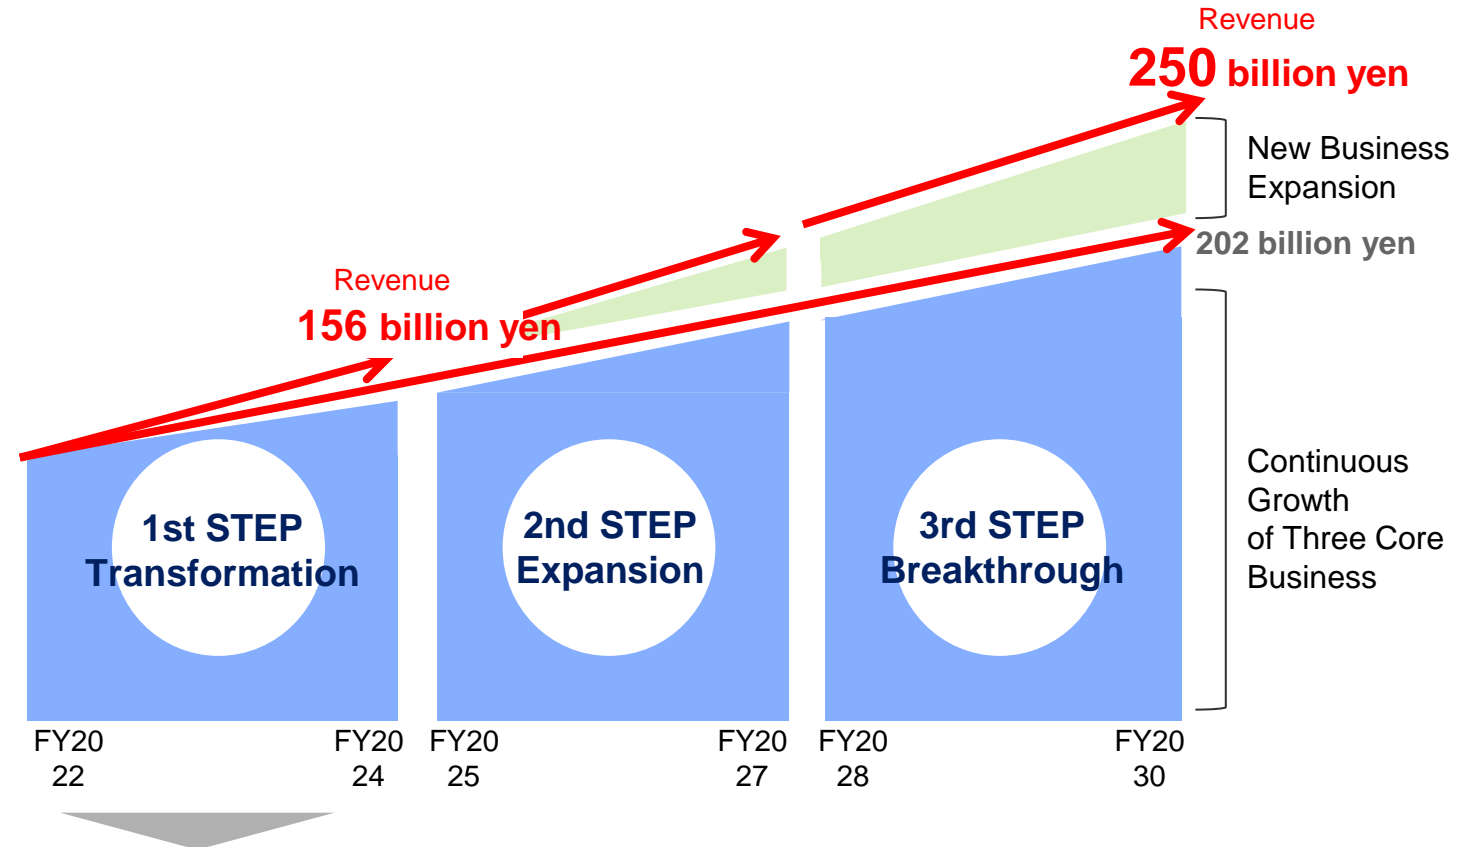 Revenue
250 billion yen
New Business
Expansion
202 billion yen
Revenue
156 billion yen
1st STEP
Transformation
2nd STEP
Expansion
3rd STEP
Breakthrough
Continuous
Growth
of Three Core
Business
FY20
22
FY20
24
FY20
25
FY20
27
FY20
28
FY20
30